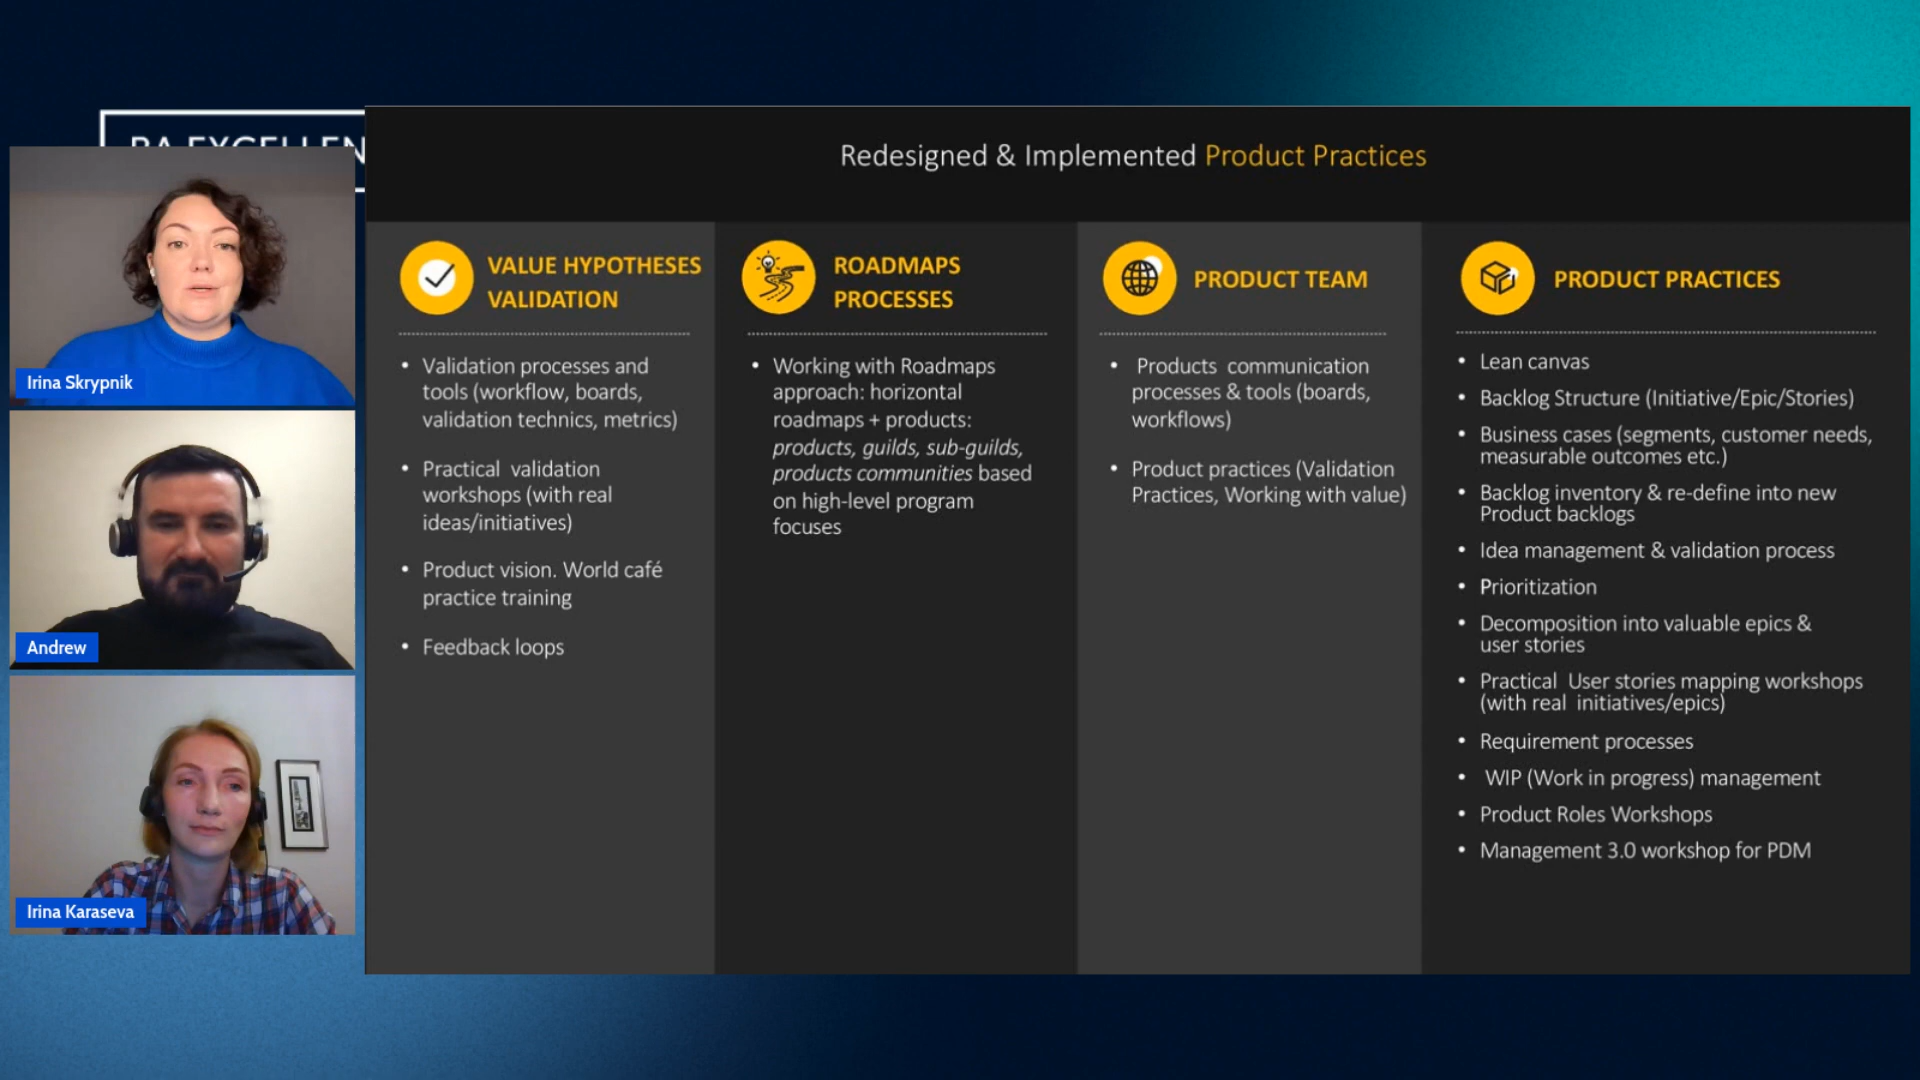 BA EXCELLEN
Redesigned & Implemented Product Practices
Irina Skrypnik
Andrew
Irina Karaseva
VALUE HYPOTHESES
VALIDATION
• Validation processes and
tools (workflow, boards,
validation technics, metrics)
• Practical validation
workshops (with real
ideas/initiatives)
• Product vision. World café
practice training
• Feedback loops
ROADMAPS
PROCESSES
• Working with Roadmaps
approach: horizontal
roadmaps + products:
products, guilds, sub-guilds,
products communities based
on high-level program
focuses
PRODUCT TEAM
• Products communication
processes & tools (boards,
workflows)
• Product practices (Validation
Practices, Working with value)
PRODUCT PRACTICES
• Lean canvas
• Backlog Structure (Initiative/Epic/Stories)
• Business cases (segments, customer needs,
measurable outcomes etc.)
• Backlog inventory & re-define into new
Product backlogs
• Idea management & validation process
• Prioritization
• Decomposition into valuable epics &
user stories
• Practical User stories mapping workshops
(with real initiatives/epics)
• Requirement processes
• WIP (Work in progress) management
• Product Roles Workshops
• Management 3.0 workshop for PDM